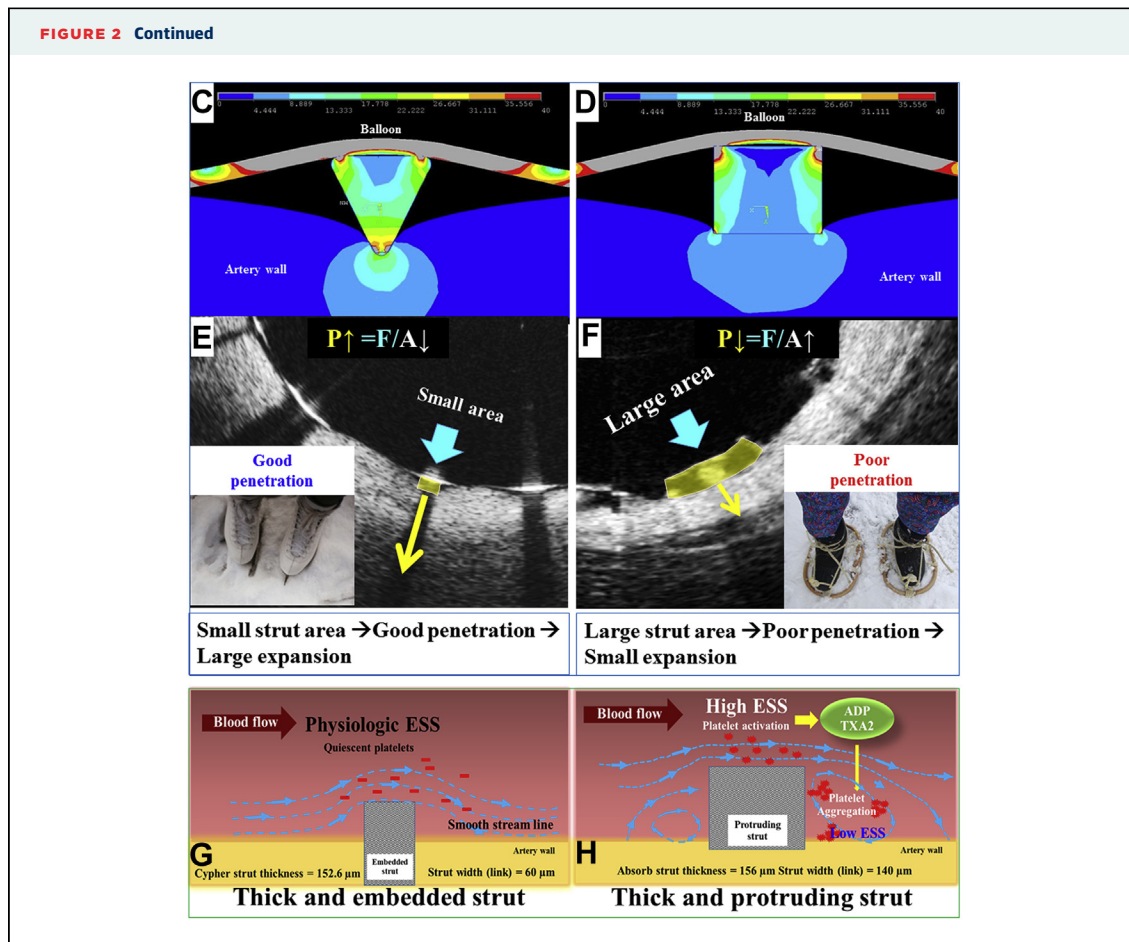 FIGURE 2 Continued
C
0 8.889 17.778 26.667 35.556
4.444 13.333 22.222 31.111 40
Balloon
Artery wall
D
0 8.889 17.778 26.667 35.556
4.444 13.333 22.222 31.111 40
Balloon
Artery wall
E
P↑ =F/A↓
Small area
Good
penetration
F
P↓=F/A↑
Large area
Poor
penetration
Small strut area →Good penetration →
Large expansion
Large strut area →Poor penetration →
Small expansion
Blood flow
Physiologic ESS
Quiescent platelets
Smooth stream line
Artery wall
G
Embedded
strut
Cypher strut thickness = 152.6 µm
Strut width (link) = 60 µm
Thick and embedded strut
Blood flow
High ESS
Platelet activation
ADP
TXA2
Platelet
Aggregation
Low ESS
Protruding
strut
Artery wall
H
Absorb strut thickness = 156 µm Strut width (link) = 140 µm
Thick and protruding strut